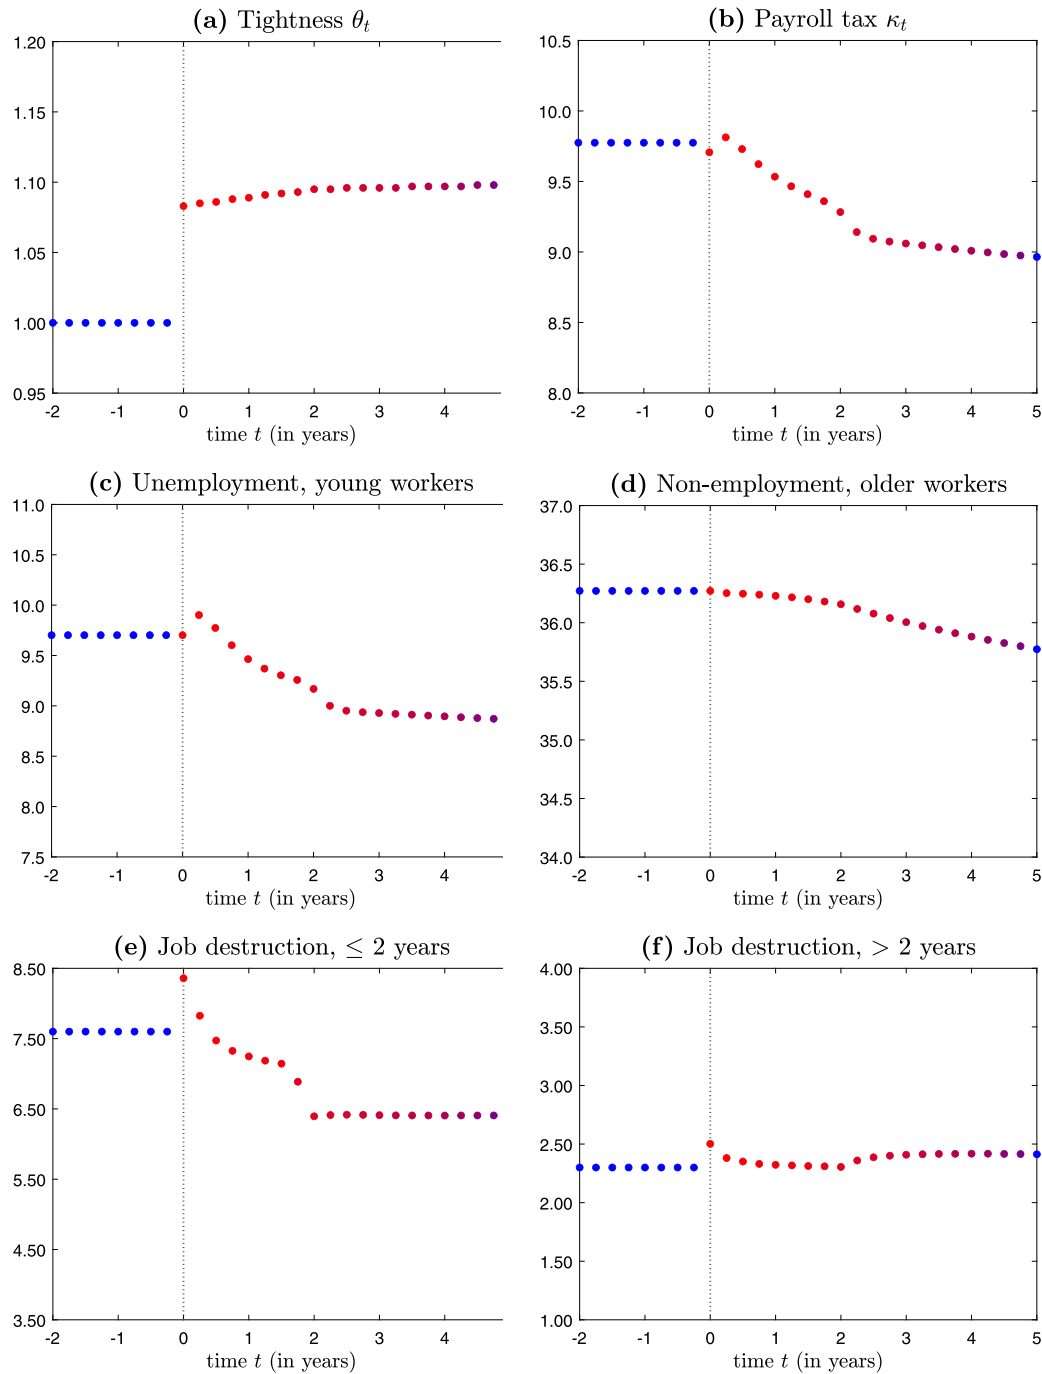 (a) Tightness θt
1.20
1.15
1.10
1.05
1.00
0.95
-2 -1 0 1 2 3 4
time t (in years)
(b) Payroll tax κt
10.5
10.0
9.5
9.0
8.5
8.0
-2 -1 0 1 2 3 4 5
time t (in years)
(c) Unemployment, young workers
11.0
10.5
10.0
9.5
9.0
8.5
8.0
7.5
-2 -1 0 1 2 3 4
time t (in years)
(d) Non-employment, older workers
37.0
36.5
36.0
35.5
35.0
34.5
34.0
-2 -1 0 1 2 3 4 5
time t (in years)
(e) Job destruction, ≤ 2 years
8.50
7.50
6.50
5.50
4.50
3.50
-2 -1 0 1 2 3 4
time t (in years)
(f) Job destruction, > 2 years
4.00
3.50
3.00
2.50
2.00
1.50
1.00
-2 -1 0 1 2 3 4 5
time t (in years)